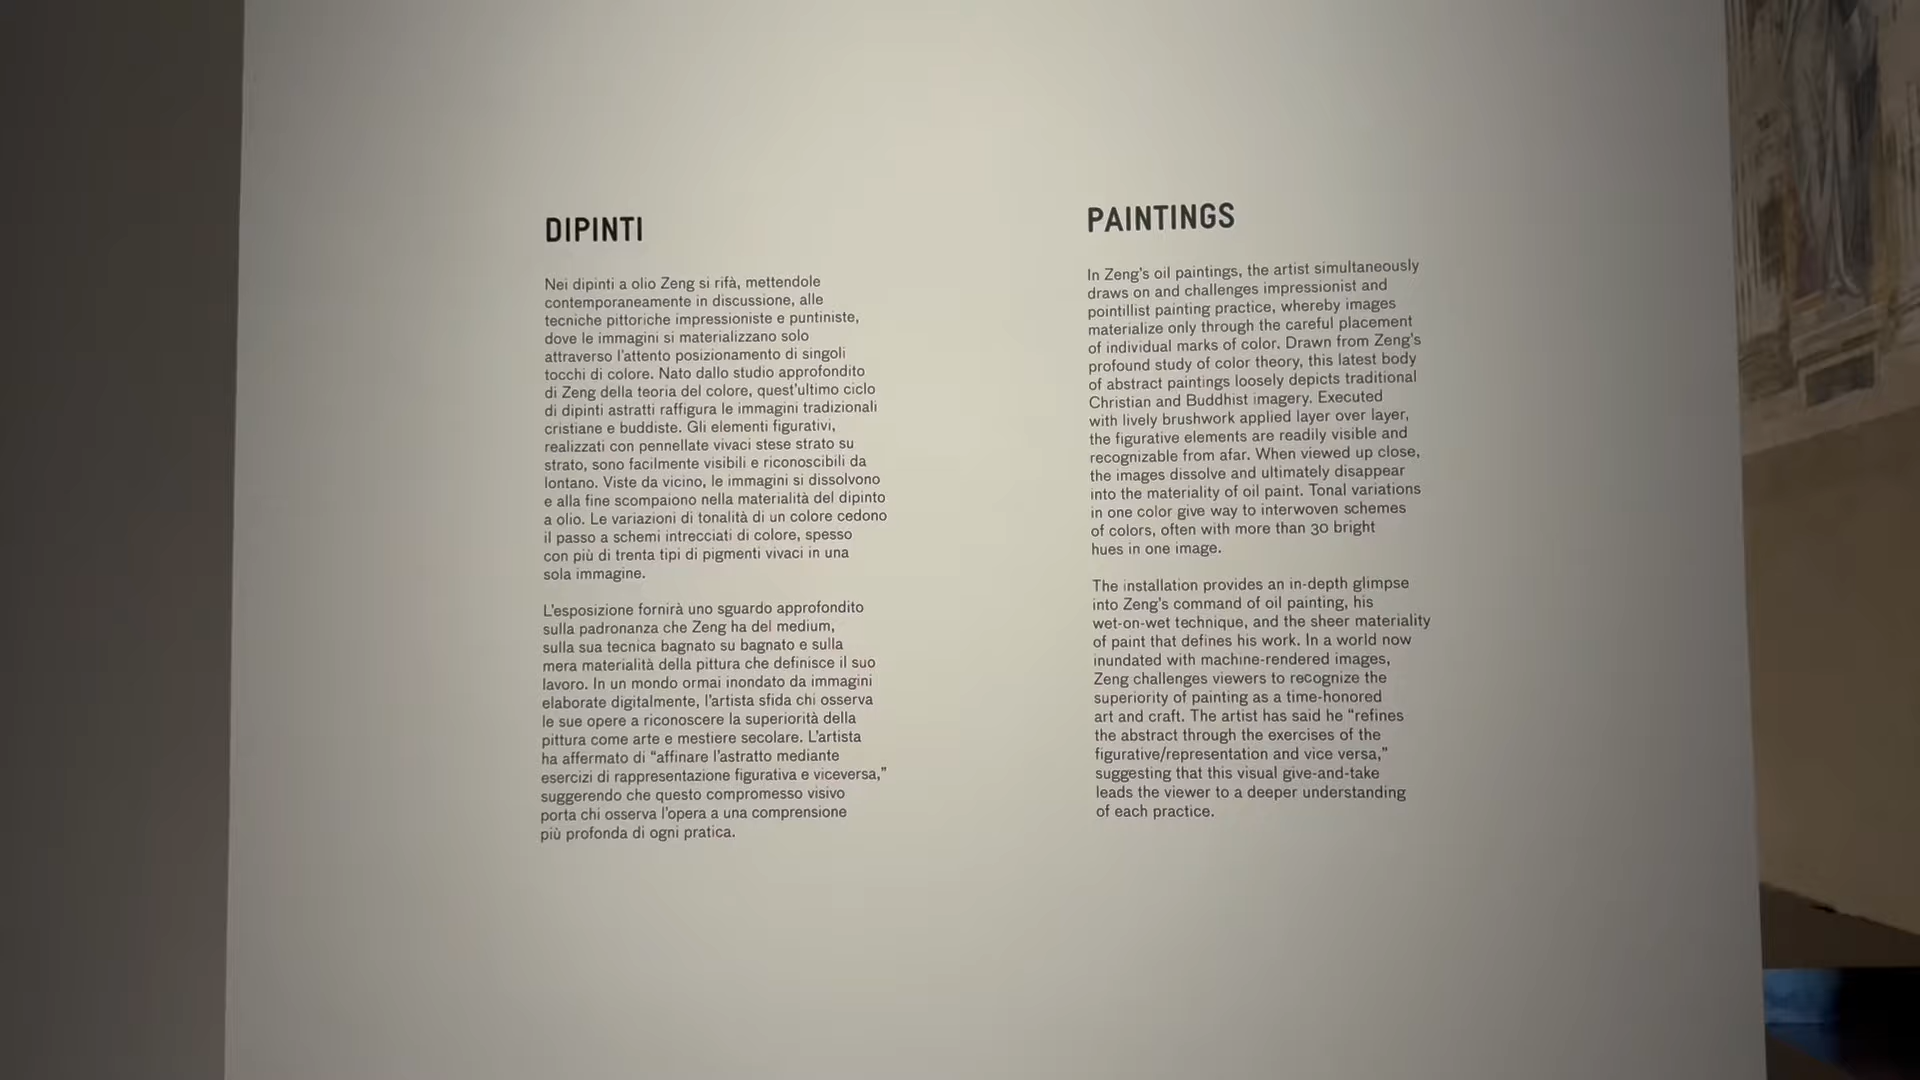 DIPINTI
Nei dipinti a olio Zeng si rifà, mettendole
contemporaneamente in discussione, alle
tecniche pittoriche impressioniste e puntiniste,
dove le immagini si materializzano solo
attraverso l'attento posizionamento di singoli
tocchi di colore. Nato dallo studio approfondito
di Zeng della teoria del colore, quest'ultimo ciclo
di dipinti astratti raffigura le immagini tradizionali
cristiane e buddiste. Gli elementi figurativi,
realizzati con pennellate vivaci stese strato su
strato, sono facilmente visibili e riconoscibili da
lontano. Viste da vicino, le immagini si dissolvono
e alla fine scompaiono nella materialità del dipinto
a olio. Le variazioni di tonalità di un colore cedono
il passo a schemi intrecciati di colore, spesso
con più di trenta tipi di pigmenti vivaci in una
sola immagine.
L'esposizione fornirà uno sguardo approfondito
sulla padronanza che Zeng ha del medium,
sulla sua tecnica bagnato su bagnato e sulla
mera materialità della pittura che definisce il suo
lavoro. In un mondo ormai inondato da immagini
elaborate digitalmente, l'artista sfida chi osserva
le sue opere a riconoscere la superiorità della
pittura come arte e mestiere secolare. L'artista
ha affermato di “affinare l'astratto mediante
esercizi di rappresentazione figurativa e viceversa,”
suggerendo che questo compromesso visivo
porta chi osserva l'opera a una comprensione
più profonda di ogni pratica.
PAINTINGS
In Zeng's oil paintings, the artist simultaneously
draws on and challenges impressionist and
pointillist painting practice, whereby images
materialize only through the careful placement
of individual marks of color. Drawn from Zeng's
profound study of color theory, this latest body
of abstract paintings loosely depicts traditional
Christian and Buddhist imagery. Executed
with lively brushwork applied layer over layer,
the figurative elements are readily visible and
recognizable from afar. When viewed up close,
the images dissolve and ultimately disappear
into the materiality of oil paint. Tonal variations
in one color give way to interwoven schemes
of colors, often with more than 30 bright
hues in one image.
The installation provides an in-depth glimpse
into Zeng's command of oil painting, his
wet-on-wet technique, and the sheer materiality
of paint that defines his work. In a world now
inundated with machine-rendered images,
Zeng challenges viewers to recognize the
superiority of painting as a time-honored
art and craft. The artist has said he “refines
the abstract through the exercises of the
figurative/representation and vice versa,”
suggesting that this visual give-and-take
leads the viewer to a deeper understanding
of each practice.